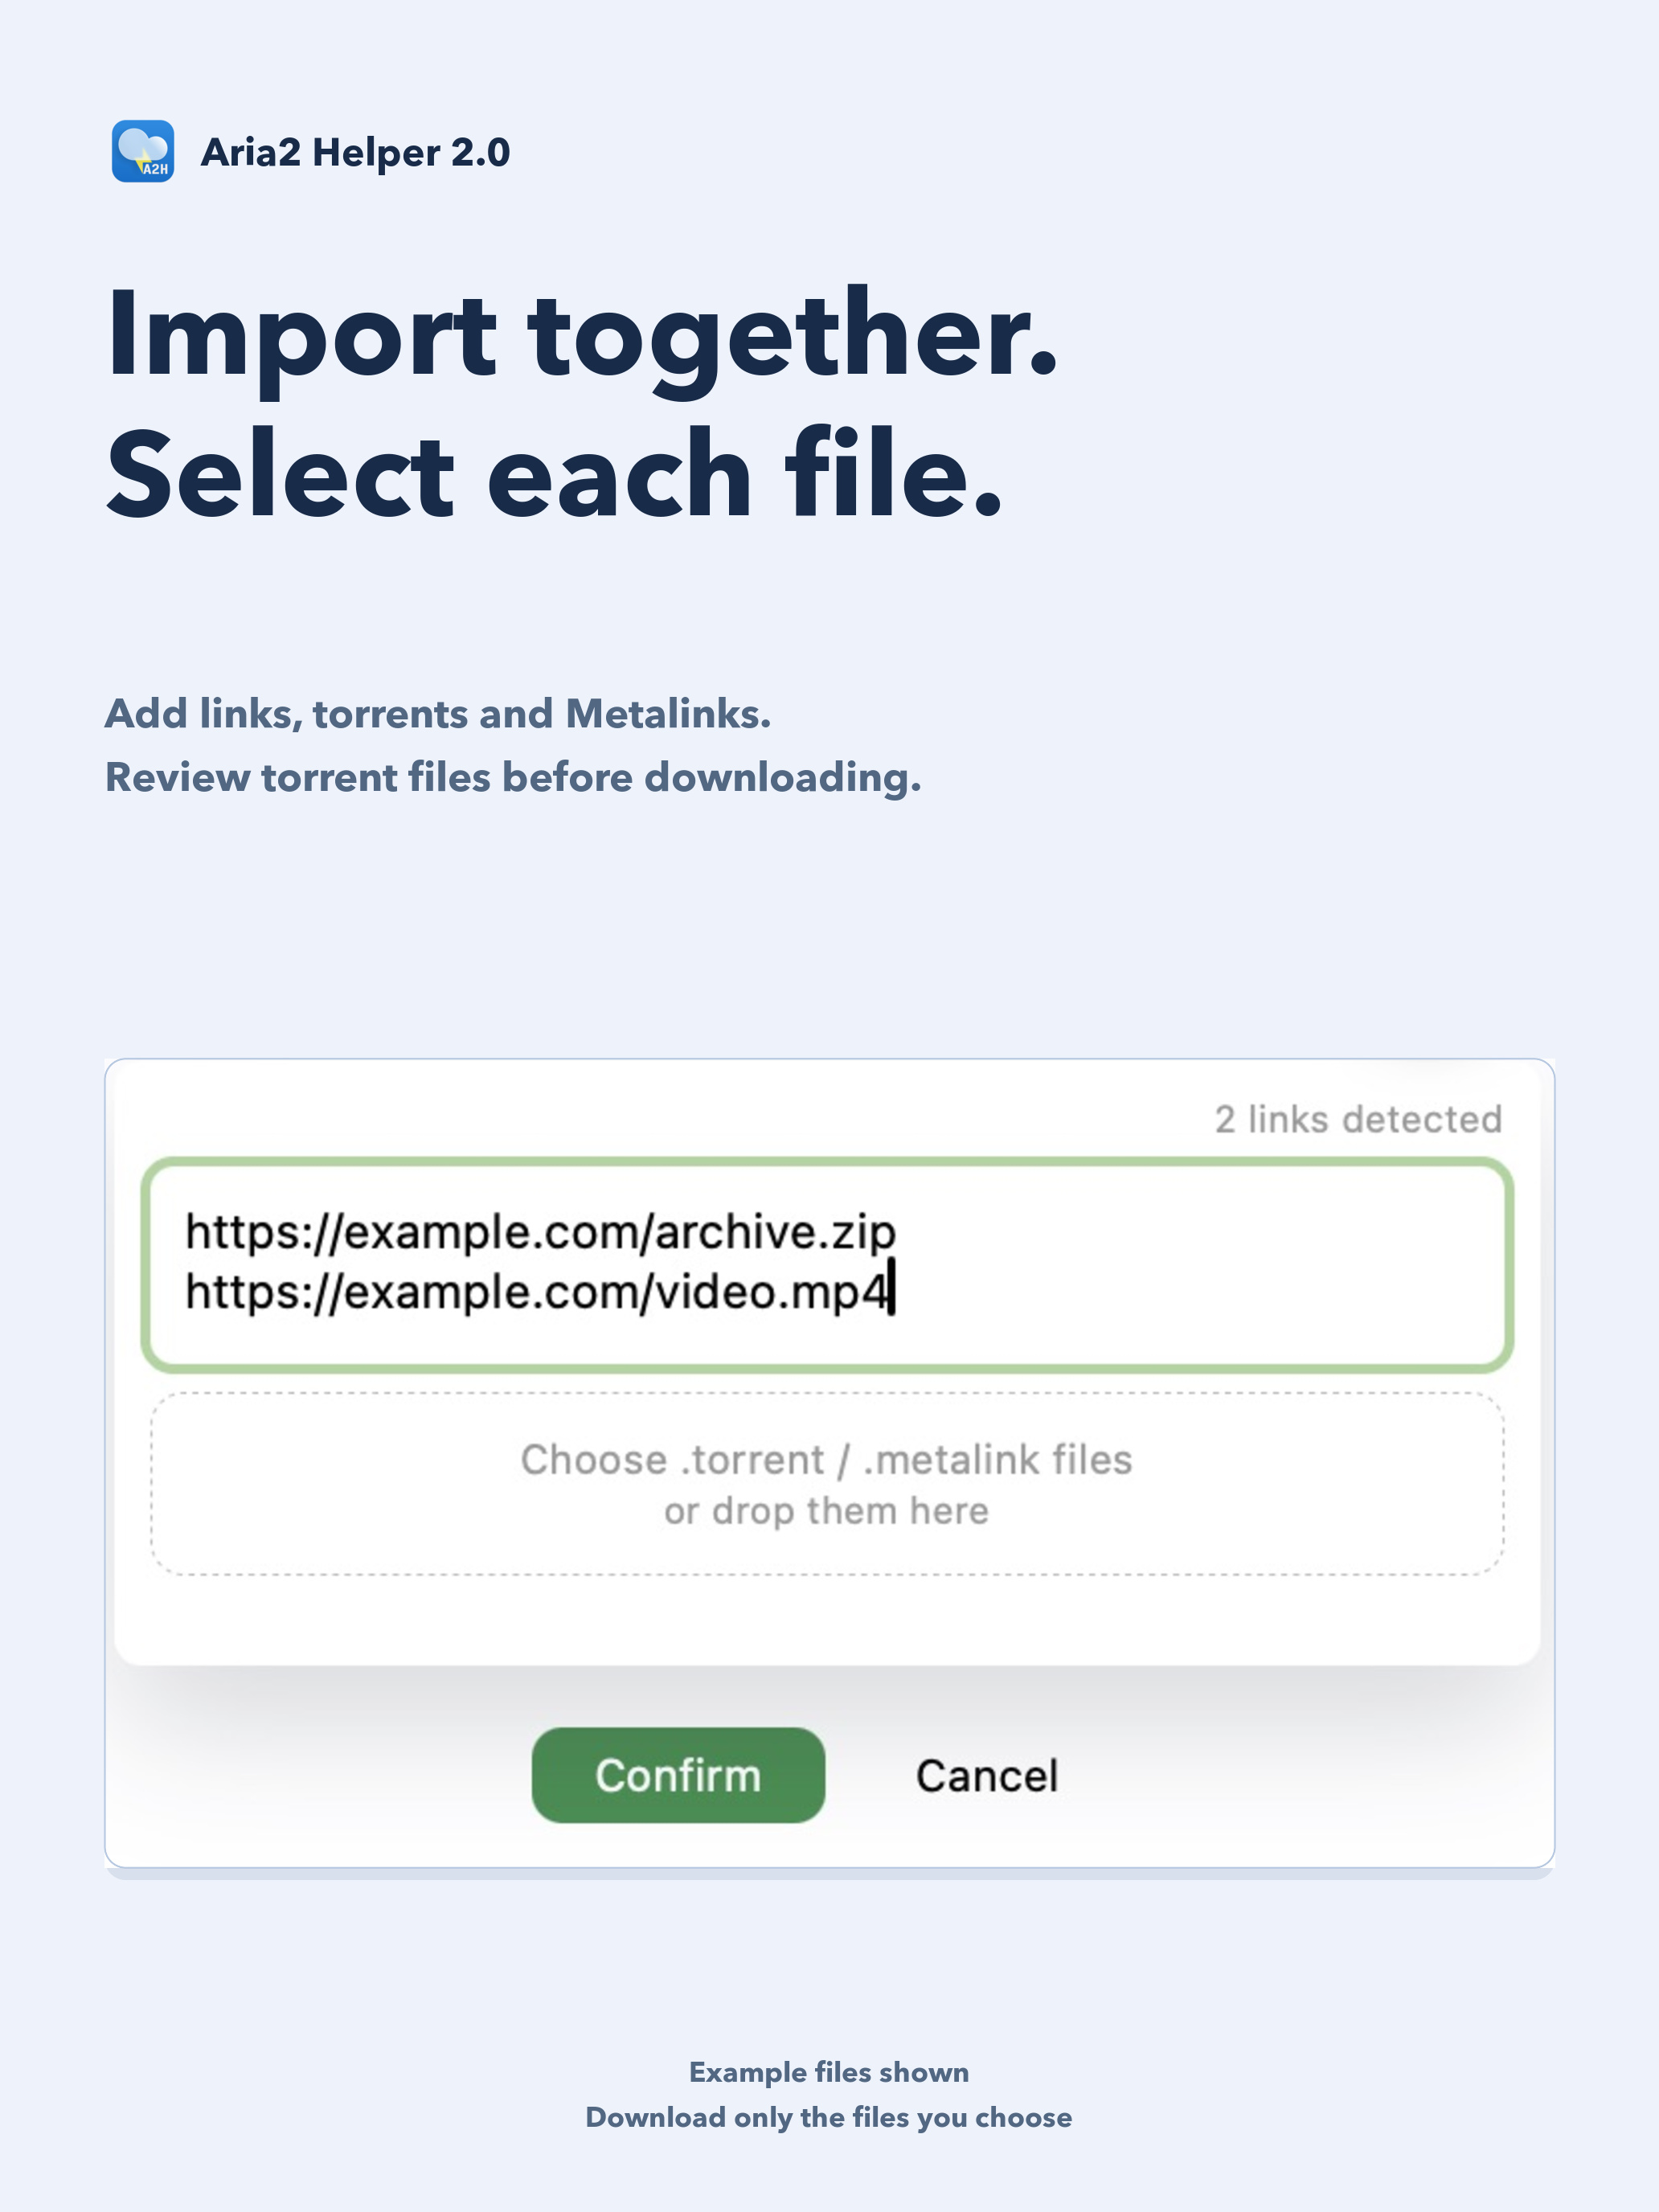 A2H
Aria2 Helper 2.0
Import together.
Select each file.
Add links, torrents and Metalinks.
Review torrent files before downloading.
2 links detected
https://example.com/archive.zip
https://example.com/video.mp4
Choose .torrent / .metalink files
or drop them here
Confirm
Cancel
Example files shown
Download only the files you choose